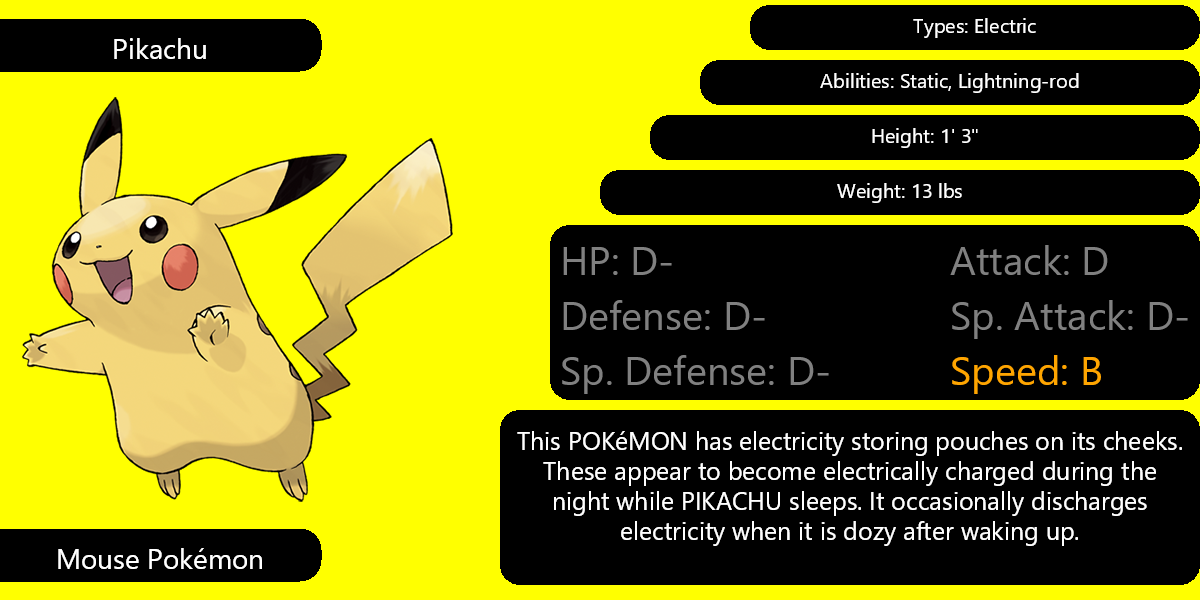 Pikachu
Types: Electric
Abilities: Static, Lightning-rod
Height: 1' 3"
Weight: 13 lbs
HP: D-
Attack: D
Defense: D-
Sp. Attack: D-
Sp. Defense: D-
Speed: B
This POKéMON has electricity storing pouches on its cheeks.
These appear to become electrically charged during the
night while PIKACHU sleeps. It occasionally discharges
electricity when it is dozy after waking up.
Mouse Pokémon